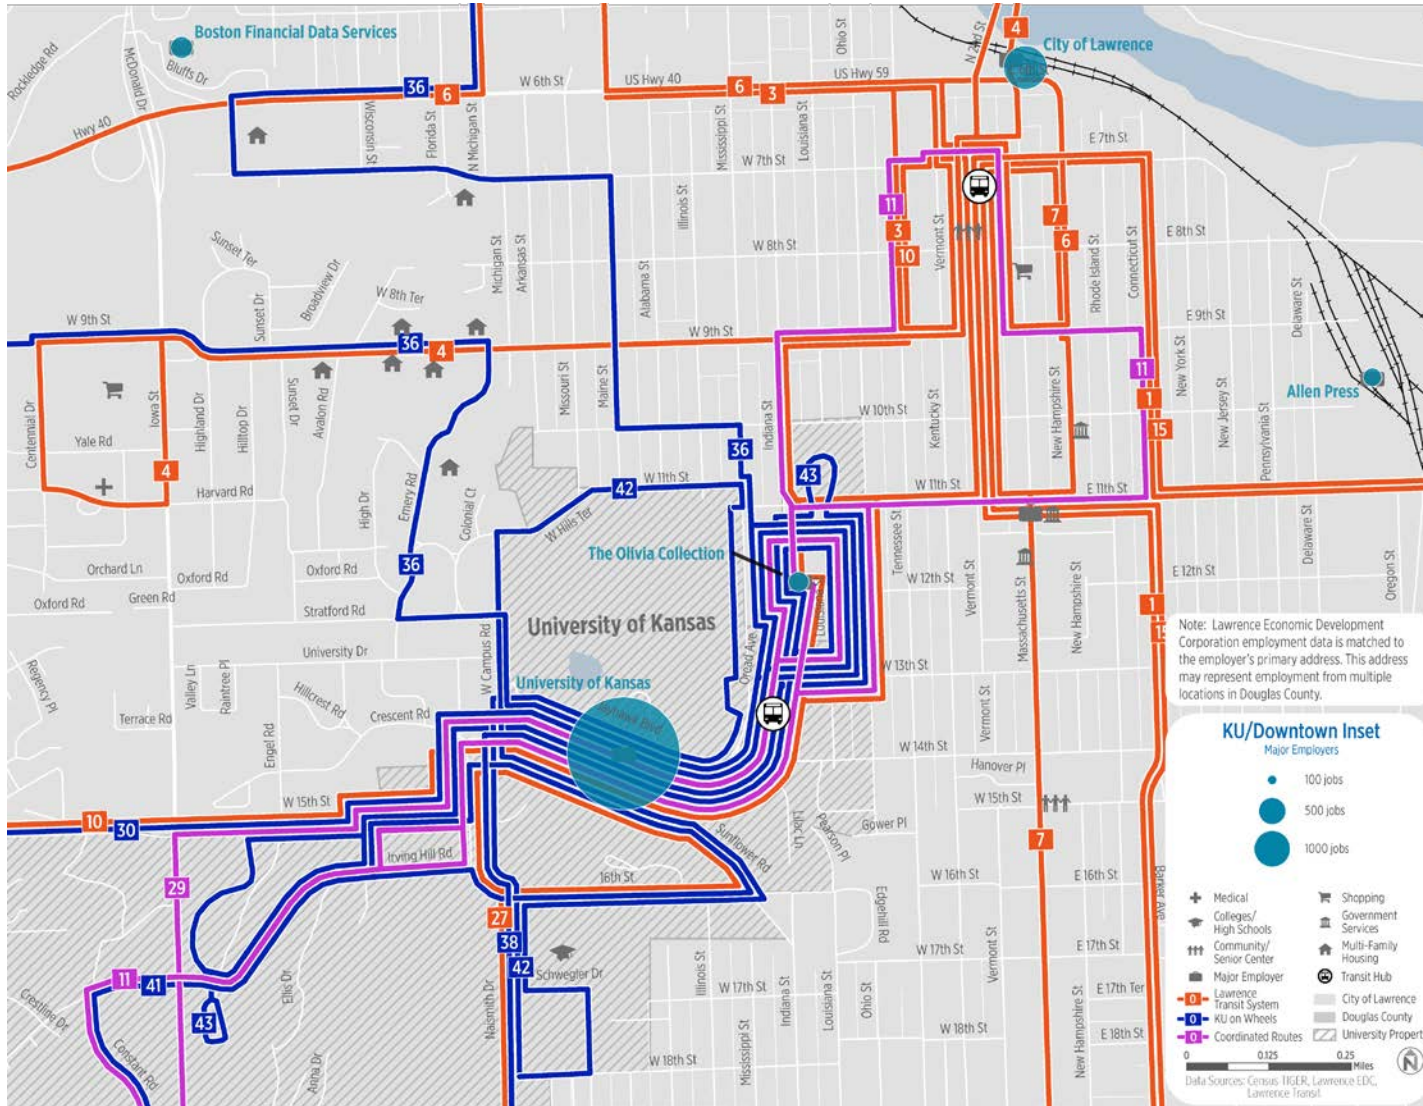 Boston Financial Data Services
Bluffs Dr
Rockledge Rd
McDonald Dr
Hwy 40
36
6
W 6th St
US Hwy 40
6
3
US Hwy 59
Ohio St
N 2nd St
4
City of Lawrence
Wisconsin St
Florida St
N Michigan St
Mississippi St
Louisiana St
W 7th St
E 7th St
Illinois St
11
3
10
Vermont St
7
6
Rhode Island St
Connecticut St
E 8th St
W 8th St
Sunset Ter
Sunset Dr
Broadview Dr
W 8th Ter
Michigan St
Arkansas St
Alabama St
W 9th St
36
4
W 9th St
E 9th St
Delaware St
Allen Press
Centennial Dr
Iowa St
Yale Rd
4
Harvard Rd
Highland Dr
Hilltop Dr
Sunset Dr
Avalon Rd
High Dr
Emery Rd
Colonial Ct
Missouri St
Maine St
Indiana St
W 10th St
Kentucky St
New Hampshire St
11
1
15
New York St
New Jersey St
Pennsylvania St
36
43
W 11th St
42
W 11th St
E 11th St
W Hills Ter
36
The Olivia Collection
Orchard Ln
Oxford Rd
Oxford Rd
Oxford Rd
Green Rd
Stratford Rd
University Dr
Tennessee St
W 12th St
Vermont St
Massachusetts St
New Hampshire St
E 12th St
Delaware St
Oregon St
1
University of Kansas
Oread Ave
W 13th St
W Campus Rd
University of Kansas
Regency Pl
Valley Ln
Raintree Pl
Terrace Rd
Engel Rd
Hillcrest Rd
Crescent Rd
Jayhawk Blvd
Vermont St
W 14th St
Hanover Pl
W 15th St
W 15th St
10
30
Irving Hill Rd
Sunflower Rd
Lilac Ln
Pearson Pl
Gower Pl
7
Barker Ave
29
16th St
W 16th St
E 16th St
Edgehill Rd
27
38
42
Schwegler Dr
W 17th St
E 17th St
Vermont St
11
41
43
Crestline Dr
Constant Rd
Ellis Dr
Anna Dr
Naismith Dr
Illinois St
W 17th St
Indiana St
Louisiana St
Ohio St
E 17th Ter
W 18th St
Mississippi St
W 18th St
New Hampshire St
E 18th St
Note: Lawrence Economic Development
Corporation employment data is matched to
the employer's primary address. This address
may represent employment from multiple
locations in Douglas County.
KU/Downtown Inset
Major Employers
100 jobs
500 jobs
1000 jobs
Medical
Shopping
Colleges/
High Schools
Government
Services
Community/
Senior Center
Multi-Family
Housing
Major Employer
Transit Hub
0 Lawrence
Transit System
City of Lawrence
0 KU on Wheels
Douglas County
0 Coordinated Routes
University Propert
0 0.125 0.25
Miles
N
Data Sources: Census TIGER, Lawrence EDC,
Lawrence Transit